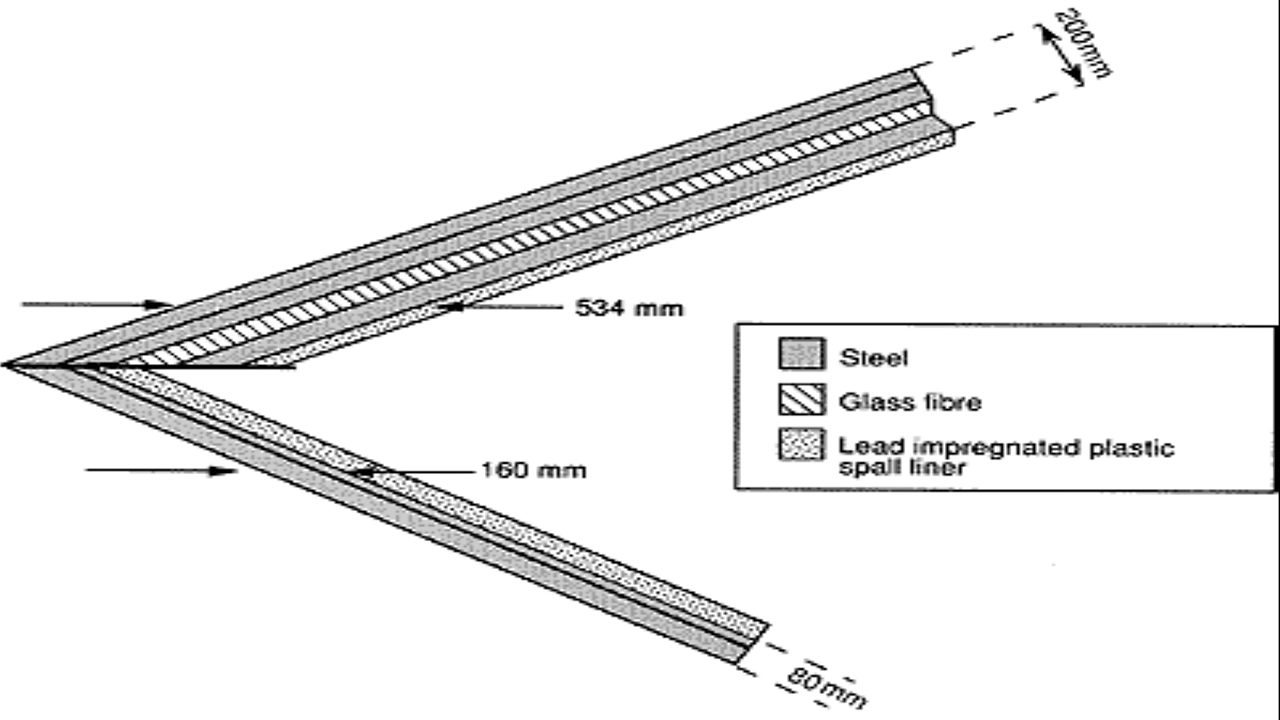 200mm
534 mm
Steel
Glass fibre
Lead impregnated plastic
spall liner
160 mm
80mm